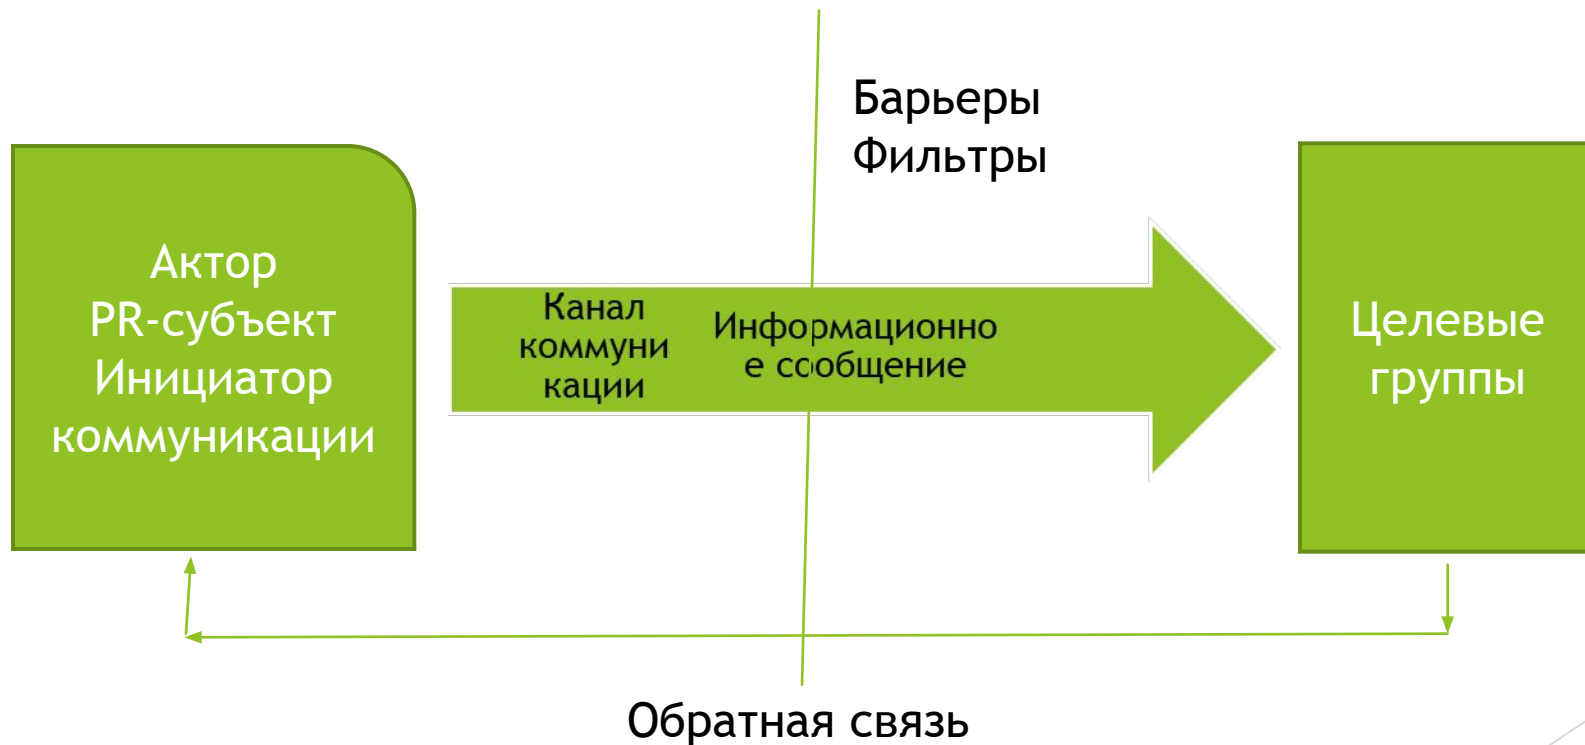 Барьеры
Фильтры
Актор
PR-субъект
Инициатор
коммуникации
Канал
коммуни
кации
Информационно
е сообщение
Целевые
группы
Обратная связь